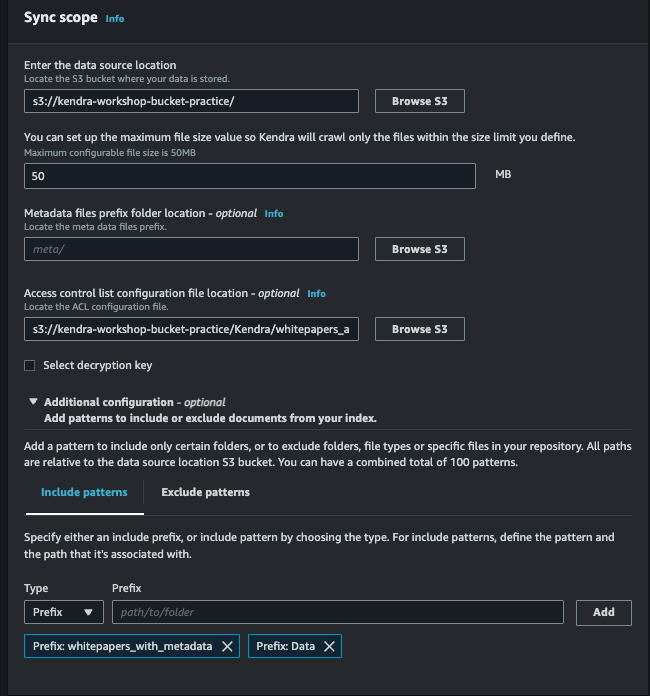 Sync scope Info
Enter the data source location
Locate the S3 bucket where your data is stored.
s3://kendra-workshop-bucket-practice/ Browse S3
You can set up the maximum file size value so Kendra will crawl only the files within the size limit you define.
Maximum configurable file size is 50MB
50 MB
Metadata files prefix folder location - optional Info
Locate the meta data files prefix.
meta/ Browse S3
Access control list configuration file location - optional Info
Locate the ACL configuration file.
s3://kendra-workshop-bucket-practice/Kendra/whitepapers_a Browse S3
Select decryption key
Additional configuration - optional
Add patterns to include or exclude documents from your index.
Add a pattern to include only certain folders, or to exclude folders, file types or specific files in your repository. All paths
are relative to the data source location S3 bucket. You can have a combined total of 100 patterns.
Include patterns Exclude patterns
Specify either an include prefix, or include pattern by choosing the type. For include patterns, define the pattern and
the path that it's associated with.
Type Prefix
Prefix path/to/folder Add
Prefix: whitepapers_with_metadata Prefix: Data